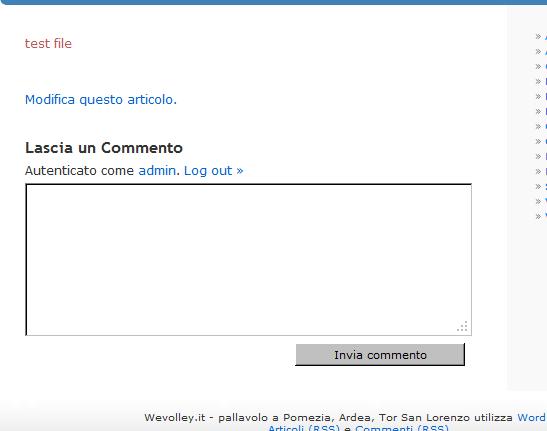 test file
Modifica questo articolo.
Lascia un Commento
Autenticato come admin. Log out »
Invia commento
Wevolley.it - pallavolo a Pomezia, Ardea, Tor San Lorenzo utilizza Word
Articoli (RSS) e Commenti (RSS)